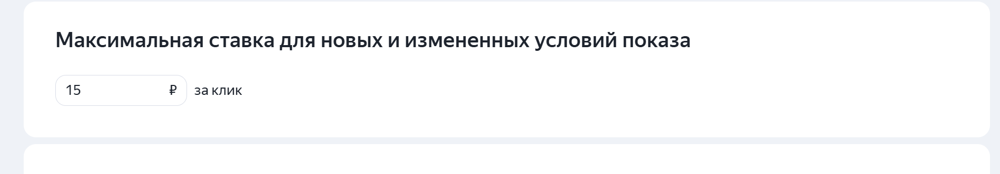 Максимальная ставка для новых и измененных условий показа
15 ₽ за клик